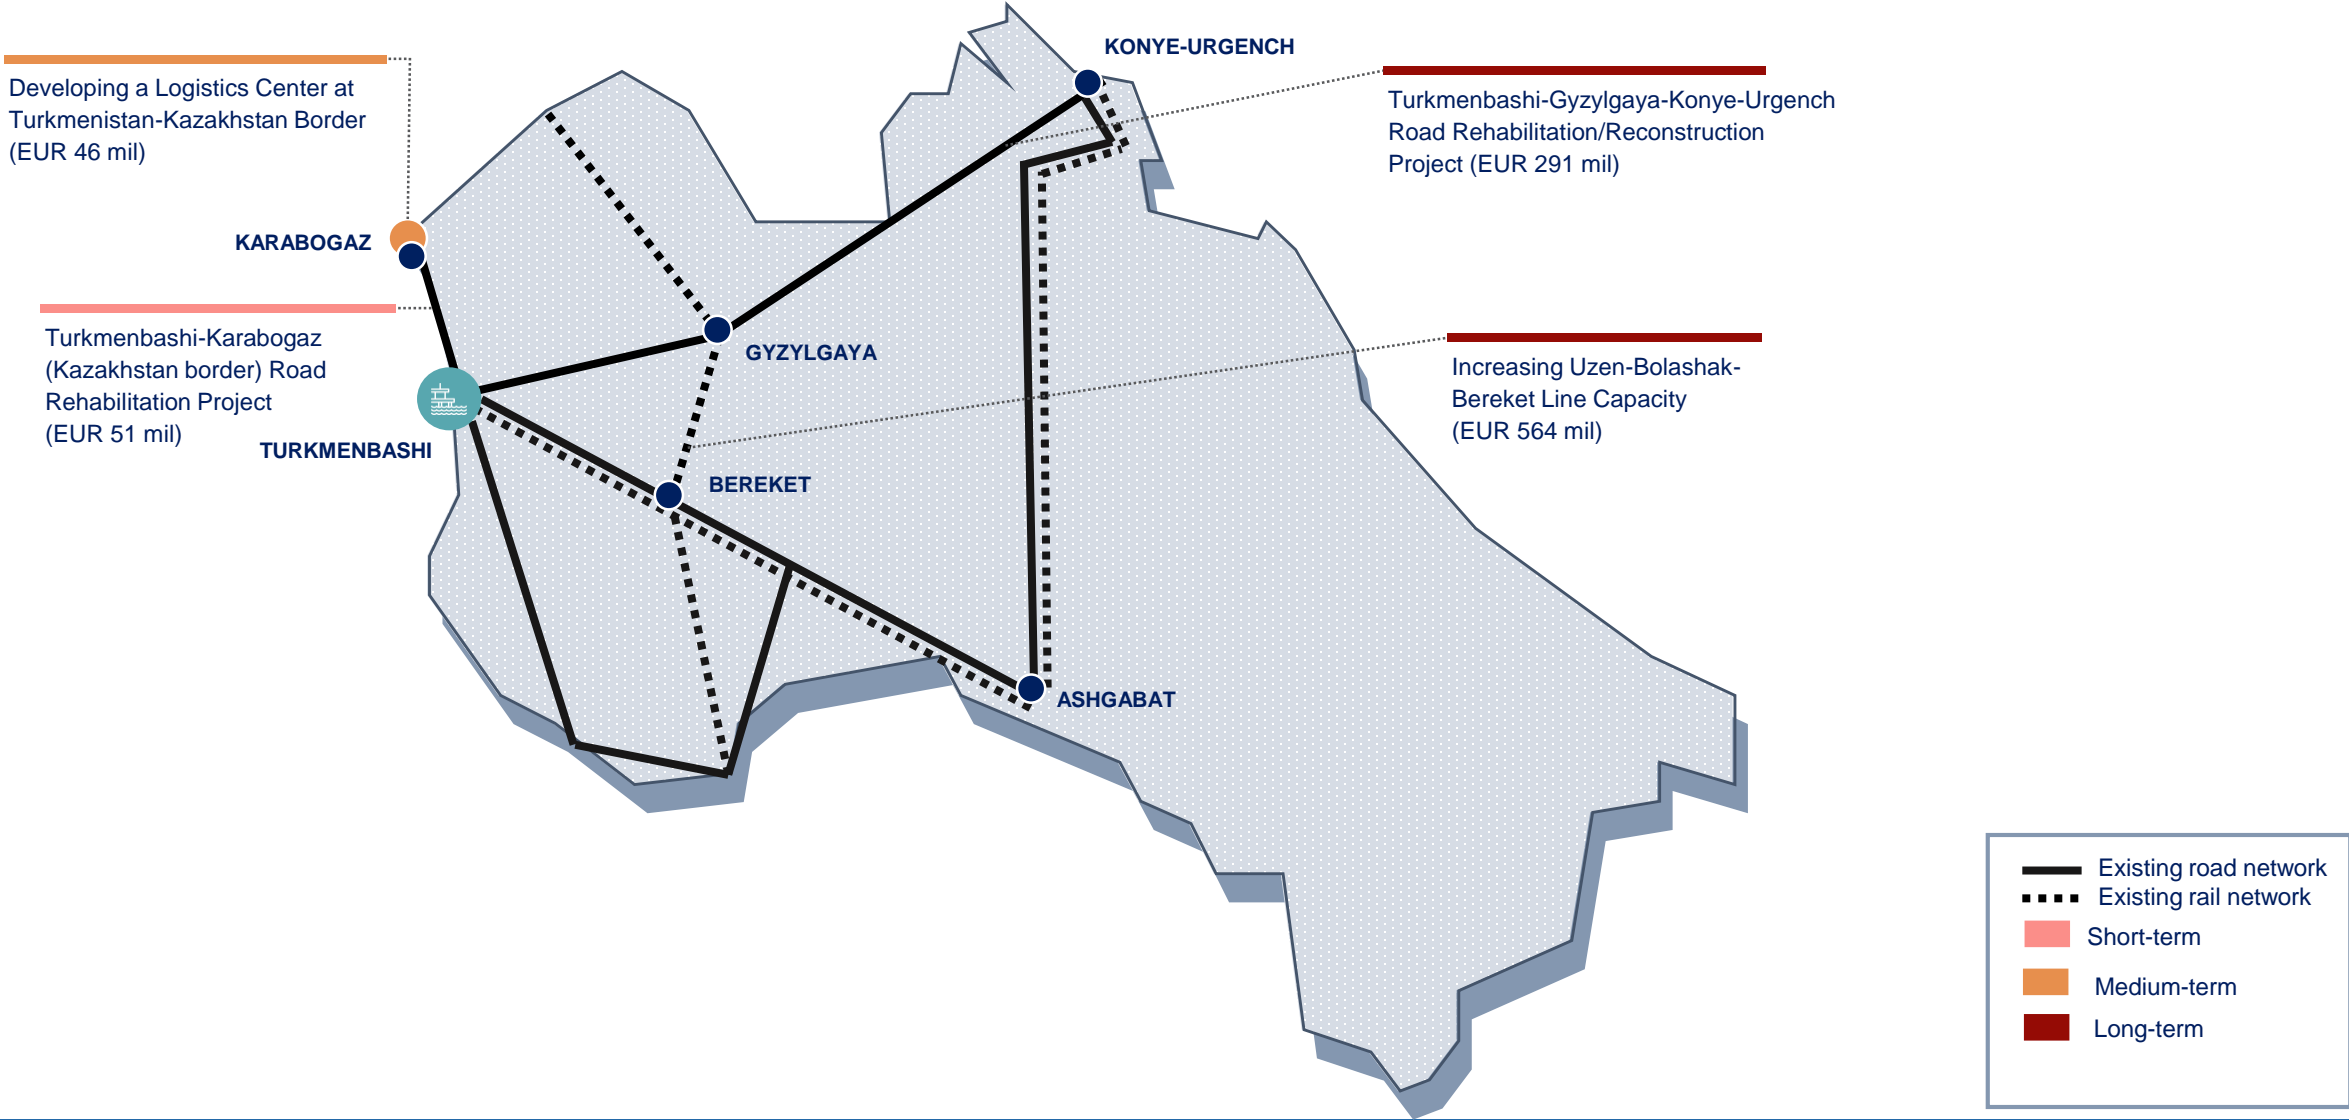 KONYE-URGENCH
Developing a Logistics Center at
Turkmenistan-Kazakhstan Border
(EUR 46 mil)
Turkmenbashi-Gyzylgaya-Konye-Urgench
Road Rehabilitation/Reconstruction
Project (EUR 291 mil)
KARABOGAZ
Turkmenbashi-Karabogaz
(Kazakhstan border) Road
Rehabilitation Project
(EUR 51 mil)
GYZYLGAYA
Increasing Uzen-Bolashak-
Bereket Line Capacity
(EUR 564 mil)
TURKMENBASHI
BEREKET
ASHGABAT
Existing road network
Existing rail network
Short-term
Medium-term
Long-term